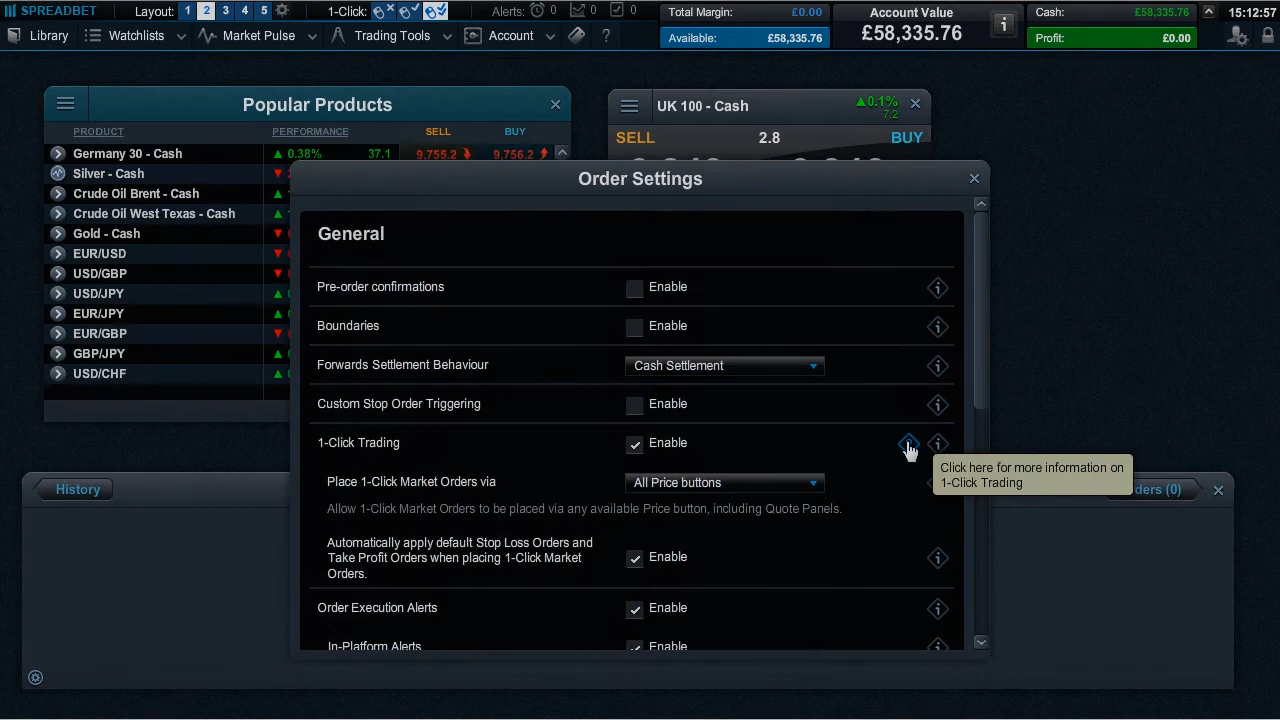 SPREADBET
Layout: 1 2 3 4 5
1-Click:
Alerts: 0 0 0
Total Margin: £0.00
Available: £58,335.76
Account Value
£58,335.76
Cash: £58,335.76
Profit: £0.00
15:12:57
Library
Watchlists
Market Pulse
Trading Tools
Account
?
Popular Products
PRODUCT PERFORMANCE SELL BUY
Germany 30 - Cash 0.38% 37.1 9,755.2 9,756.2
Silver - Cash
Crude Oil Brent - Cash
Crude Oil West Texas - Cash
Gold - Cash
EUR/USD
USD/GBP
USD/JPY
EUR/JPY
EUR/GBP
GBP/JPY
USD/CHF
UK 100 - Cash
0.1%
7.2
SELL 2.8 BUY
Order Settings
General
Pre-order confirmations Enable
Boundaries Enable
Forwards Settlement Behaviour Cash Settlement
Custom Stop Order Triggering Enable
1-Click Trading Enable
Click here for more information on
1-Click Trading
Place 1-Click Market Orders via All Price buttons
Allow 1-Click Market Orders to be placed via any available Price button, including Quote Panels.
Automatically apply default Stop Loss Orders and
Take Profit Orders when placing 1-Click Market
Orders.
Enable
Order Execution Alerts Enable
In-Platform Alerts Enable
History
(0)